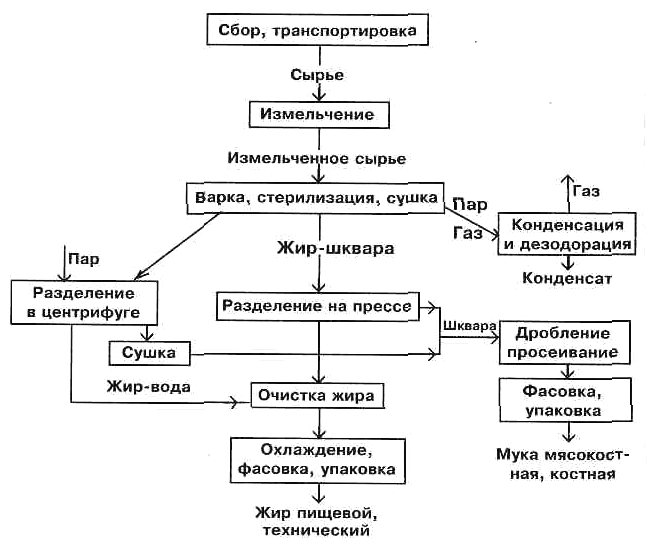 Сбор, транспортировка
Сырье
Измельчение
Измельченное сырье
Варка, стерилизация, сушка
Пар
Газ
Газ
Конденсация
и дезодорация
Конденсат
Жир-шквара
Пар
Разделение
в центрифуге
Разделение на прессе
Шквара
Дробление
просеивание
Сушка
Жир-вода
Очистка жира
Фасовка,
упаковка
Охлаждение,
фасовка, упаковка
Мука мясокост-
ная, костная
Жир пищевой,
технический